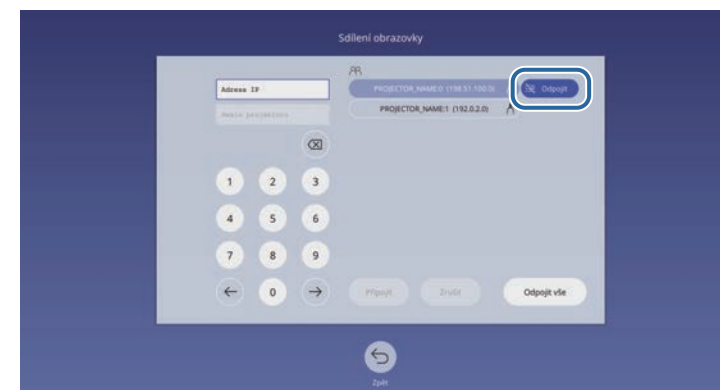 Sdílení obrazovky
Adresa IP
PROJECTOR_NAME:0 (198.51.100.0)
Odpojit
PROJECTOR_NAME:1 (192.0.2.0)
1 2 3
4 5 6
7 8 9
0
Připojit
Zrušit
Odpojit vše
Zpět